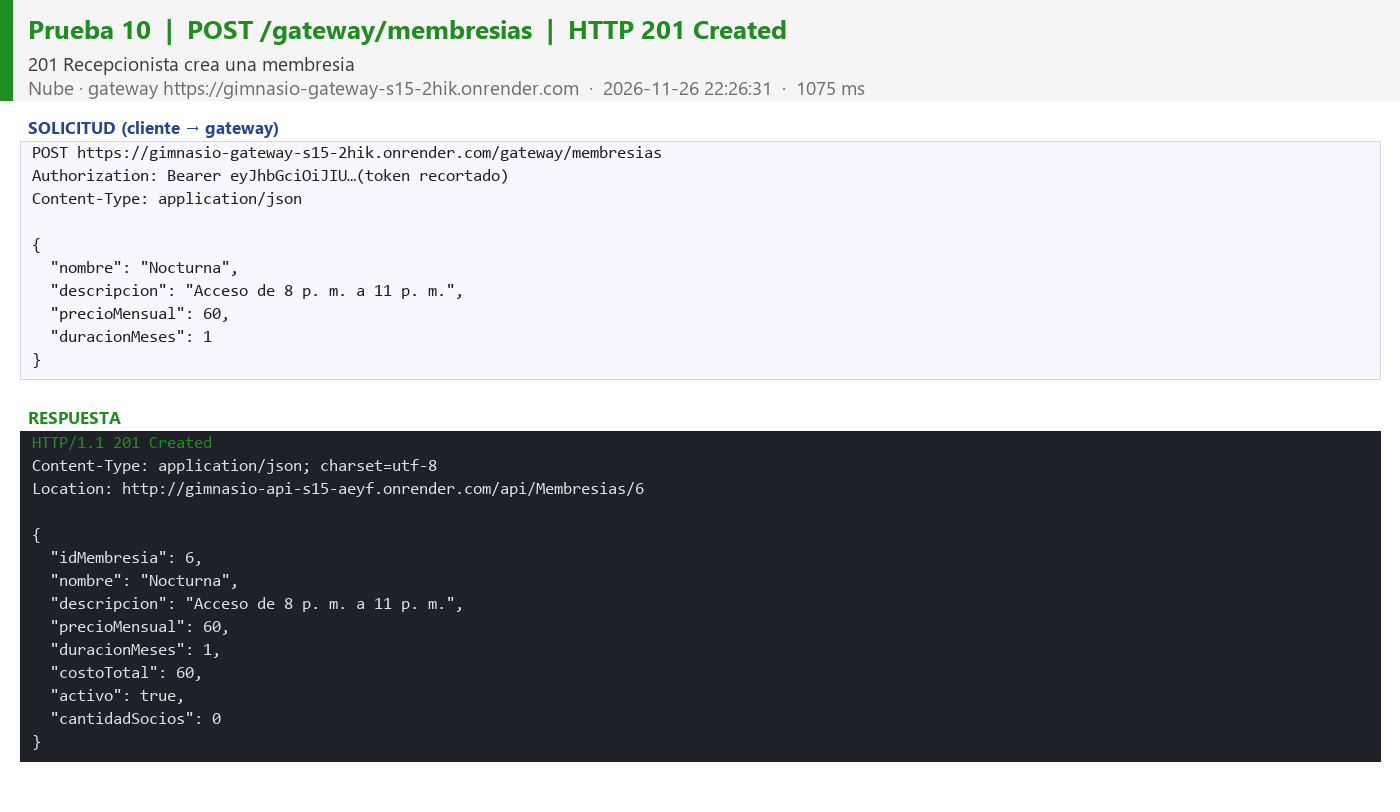 Prueba 10 | POST /gateway/membresias | HTTP 201 Created
201 Recepcionista crea una membresia
Nube · gateway https://gimnasio-gateway-s15-2hik.onrender.com · 2026-11-26 22:26:31 · 1075 ms
SOLICITUD (cliente → gateway)
POST https://gimnasio-gateway-s15-2hik.onrender.com/gateway/membresias
Authorization: Bearer eyJhbGciOiJIU…(token recortado)
Content-Type: application/json
{
  "nombre": "Nocturna",
  "descripcion": "Acceso de 8 p. m. a 11 p. m.",
  "precioMensual": 60,
  "duracionMeses": 1
}
RESPUESTA
HTTP/1.1 201 Created
Content-Type: application/json; charset=utf-8
Location: http://gimnasio-api-s15-aeyf.onrender.com/api/Membresias/6
{
  "idMembresia": 6,
  "nombre": "Nocturna",
  "descripcion": "Acceso de 8 p. m. a 11 p. m.",
  "precioMensual": 60,
  "duracionMeses": 1,
  "costoTotal": 60,
  "activo": true,
  "cantidadSocios": 0
}